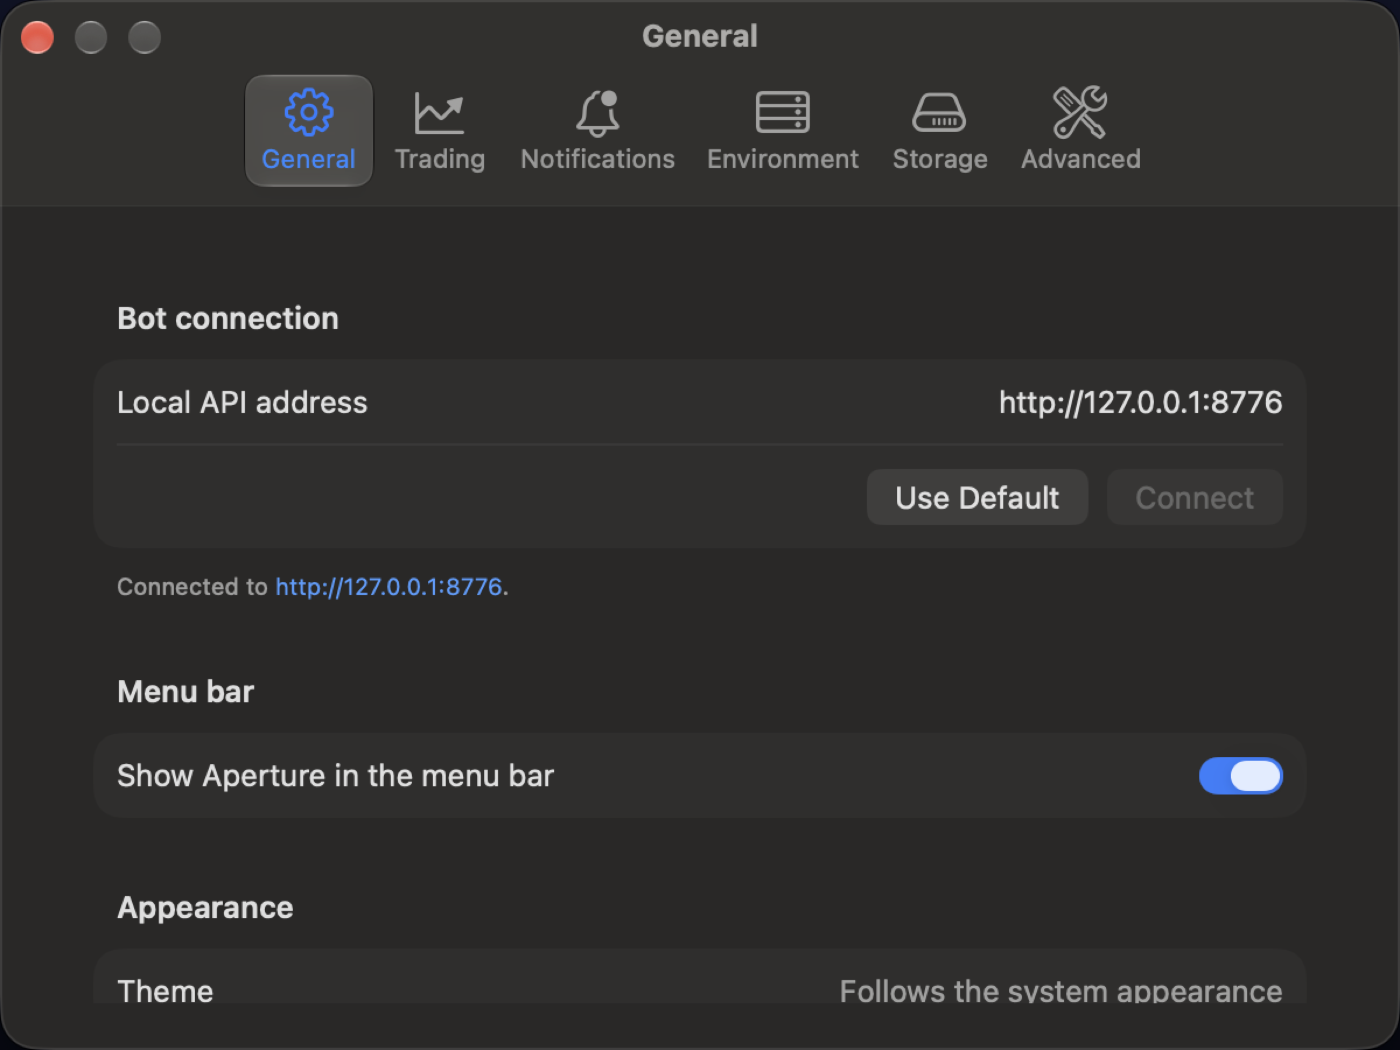 General
General Trading Notifications Environment Storage Advanced
Bot connection
Local API address http://127.0.0.1:8776
Use Default Connect
Connected to http://127.0.0.1:8776.
Menu bar
Show Aperture in the menu bar
Appearance
Theme Follows the system appearance